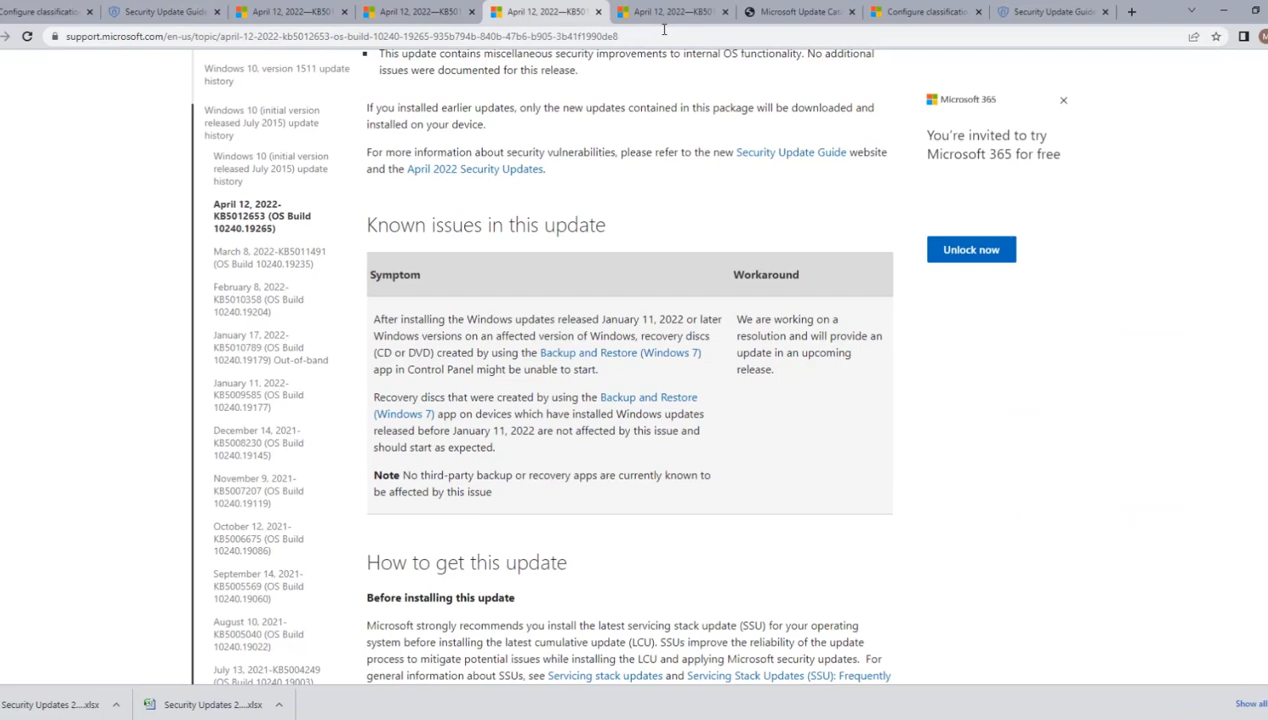 Configure classificatio
Security Update Guide
April 12, 2022—KB501
April 12, 2022—KB501
April 12, 2022—KB501
April 12, 2022—KB501
Microsoft Update Cat
Configure classification
Security Update Guide
support.microsoft.com/en-us/topic/april-12-2022-kb5012653-os-build-10240-19265-935b794b-840b-47b6-b905-3b41f1990de8
Windows 10, version 1511 update
history
Windows 10 (initial version
released July 2015) update
history
Windows 10 (initial version
released July 2015) update
history
April 12, 2022-
KB5012653 (OS Build
10240.19265)
March 8, 2022-KB5011491
(OS Build 10240.19235)
February 8, 2022-
KB5010358 (OS Build
10240.19204)
January 17, 2022-
KB5010789 (OS Build
10240.19179) Out-of-band
January 11, 2022-
KB5009585 (OS Build
10240.19177)
December 14, 2021-
KB5008230 (OS Build
10240.19145)
November 9, 2021-
KB5007207 (OS Build
10240.19119)
October 12, 2021-
KB5006675 (OS Build
10240.19086)
September 14, 2021-
KB5005569 (OS Build
10240.19060)
August 10, 2021-
KB5005040 (OS Build
10240.19022)
July 13, 2021-KB5004249
(OS Build 10240.19003)
This update contains miscellaneous security improvements to internal OS functionality. No additional
issues were documented for this release.
If you installed earlier updates, only the new updates contained in this package will be downloaded and
installed on your device.
For more information about security vulnerabilities, please refer to the new Security Update Guide website
and the April 2022 Security Updates.
Known issues in this update
Symptom
Workaround
After installing the Windows updates released January 11, 2022 or later
Windows versions on an affected version of Windows, recovery discs
(CD or DVD) created by using the Backup and Restore (Windows 7)
app in Control Panel might be unable to start.
Recovery discs that were created by using the Backup and Restore
(Windows 7) app on devices which have installed Windows updates
released before January 11, 2022 are not affected by this issue and
should start as expected.
Note No third-party backup or recovery apps are currently known to
be affected by this issue
We are working on a
resolution and will provide an
update in an upcoming
release.
How to get this update
Before installing this update
Microsoft strongly recommends you install the latest servicing stack update (SSU) for your operating
system before installing the latest cumulative update (LCU). SSUs improve the reliability of the update
process to mitigate potential issues while installing the LCU and applying Microsoft security updates. For
general information about SSUs, see Servicing stack updates and Servicing Stack Updates (SSU): Frequently
Microsoft 365
You're invited to try
Microsoft 365 for free
Unlock now
Security Updates 2....xlsx
Security Updates 2....xlsx
Show all